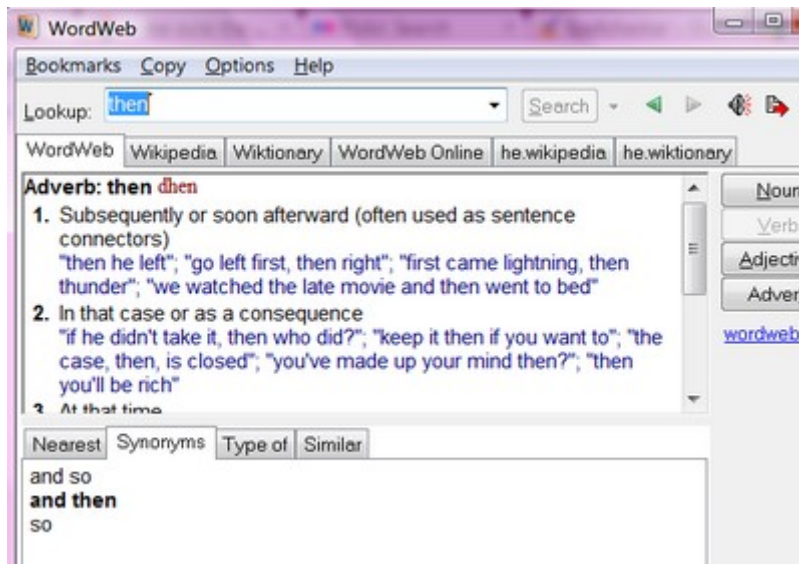 WordWeb
Bookmarks Copy Options Help
Lookup: then Search
WordWeb Wikipedia Wiktionary WordWeb Online he.wikipedia he.wiktionary
Adverb: then dhen
1. Subsequently or soon afterward (often used as sentence
connectors)
"then he left"; "go left first, then right"; "first came lightning, then
thunder"; "we watched the late movie and then went to bed"
2. In that case or as a consequence
"if he didn't take it, then who did?"; "keep it then if you want to"; "the
case, then, is closed"; "you've made up your mind then?"; "then
you'll be rich"
3. At that time
Noun
Verb
Adjectiv
Adver
wordweb
Nearest Synonyms Type of Similar
and so
and then
so